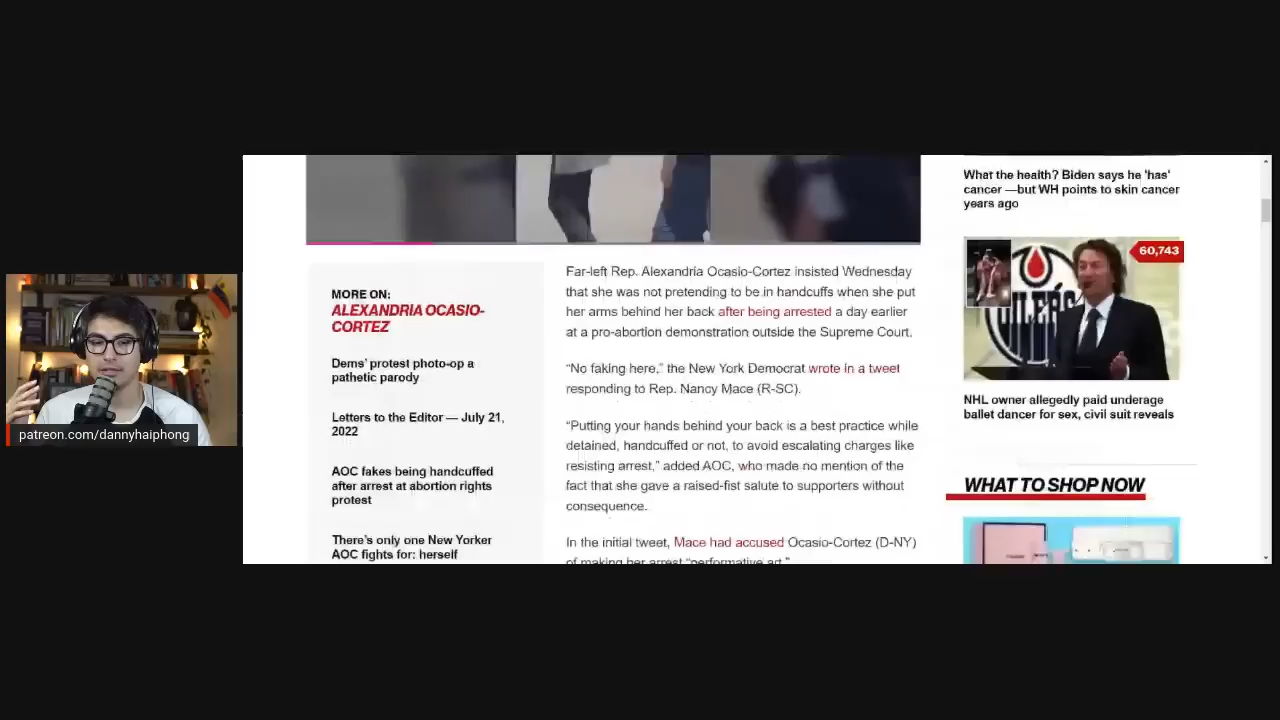 patreon.com/dannyhaiphong
MORE ON:
ALEXANDRIA OCASIO-
CORTEZ
Dems' protest photo-op a
pathetic parody
Letters to the Editor — July 21,
2022
AOC fakes being handcuffed
after arrest at abortion rights
protest
There's only one New Yorker
AOC fights for: herself
Far-left Rep. Alexandria Ocasio-Cortez insisted Wednesday
that she was not pretending to be in handcuffs when she put
her arms behind her back after being arrested a day earlier
at a pro-abortion demonstration outside the Supreme Court.
“No faking here,” the New York Democrat wrote in a tweet
responding to Rep. Nancy Mace (R-SC).
“Putting your hands behind your back is a best practice while
detained, handcuffed or not, to avoid escalating charges like
resisting arrest,” added AOC, who made no mention of the
fact that she gave a raised-fist salute to supporters without
consequence.
In the initial tweet, Mace had accused Ocasio-Cortez (D-NY)
of making her arrest “performative art.”
What the health? Biden says he 'has'
cancer —but WH points to skin cancer
years ago
60,743
OILERS
NHL owner allegedly paid underage
ballet dancer for sex, civil suit reveals
WHAT TO SHOP NOW